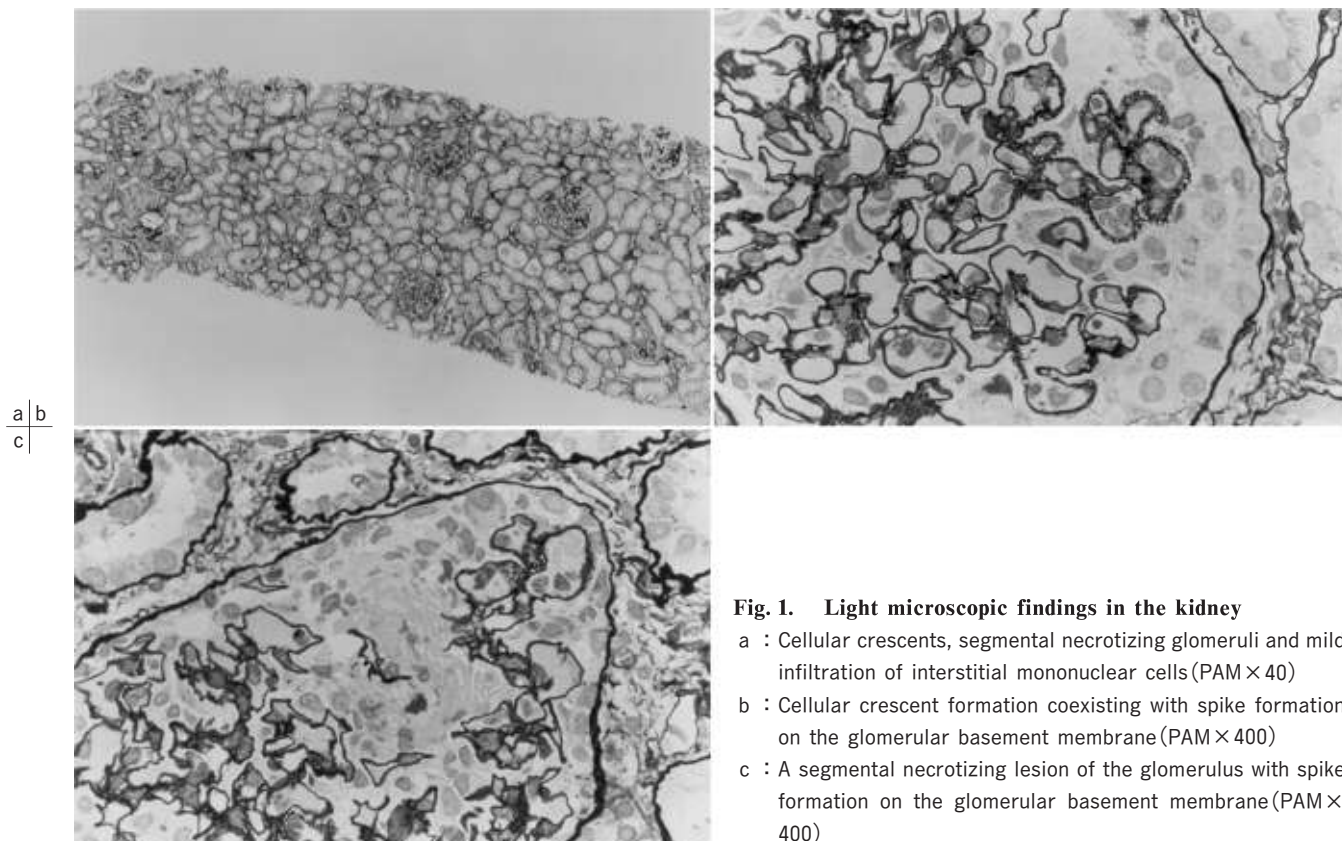 a b
c
Fig. 1. Light microscopic findings in the kidney
a : Cellular crescents, segmental necrotizing glomeruli and mild
infiltration of interstitial mononuclear cells (PAM×40)
b : Cellular crescent formation coexisting with spike formation
on the glomerular basement membrane (PAM×400)
c : A segmental necrotizing lesion of the glomerulus with spike
formation on the glomerular basement membrane (PAM×
400)